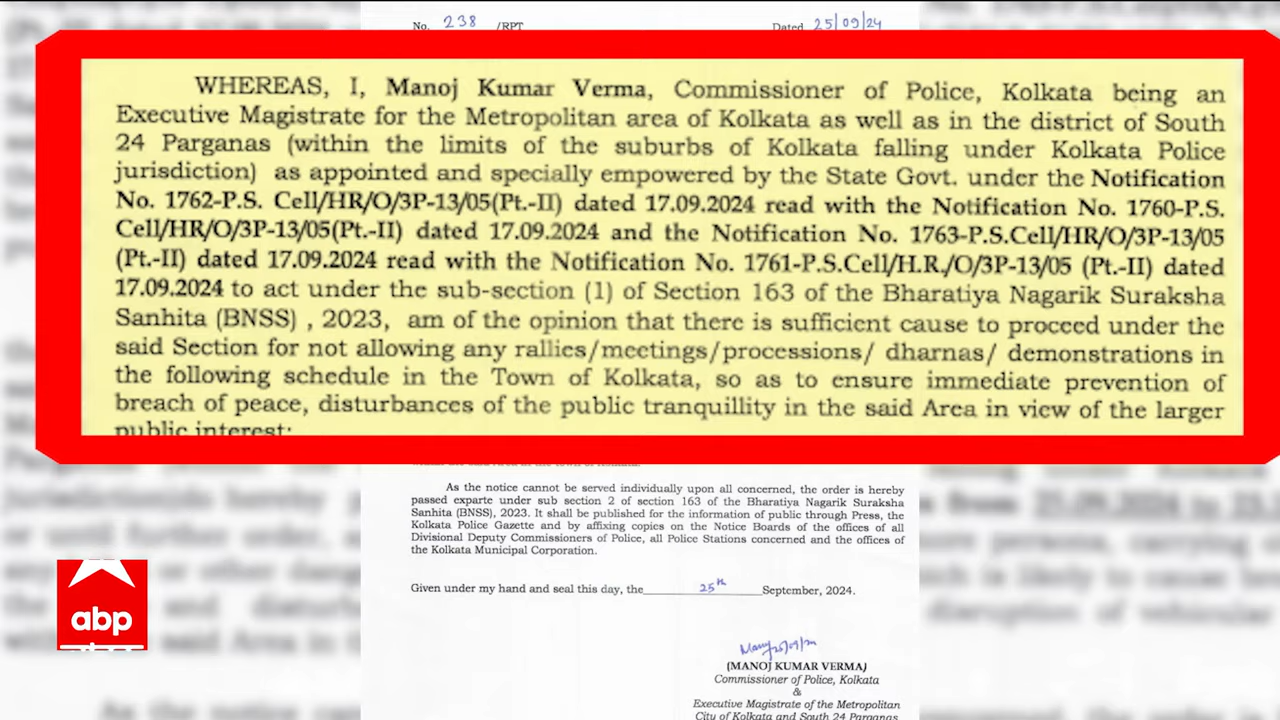 No. 238 /RPT Dated 25/09/24
WHEREAS, I, Manoj Kumar Verma, Commissioner of Police, Kolkata being an
Executive Magistrate for the Metropolitan area of Kolkata as well as in the district of South
24 Parganas (within the limits of the suburbs of Kolkata falling under Kolkata Police
jurisdiction) as appointed and specially empowered by the State Govt. under the Notification
No. 1762-P.S. Cell/HR/O/3P-13/05(Pt.-II) dated 17.09.2024 read with the Notification No. 1760-P.S.
Cell/HR/O/3P-13/05(Pt.-II) dated 17.09.2024 and the Notification No. 1763-P.S.Cell/HR/O/3P-13/05
(Pt.-II) dated 17.09.2024 read with the Notification No. 1761-P.S.Cell/H.R./O/3P-13/05 (Pt.-II) dated
17.09.2024 to act under the sub-section (1) of Section 163 of the Bharatiya Nagarik Suraksha
Sanhita (BNSS) , 2023, am of the opinion that there is sufficient cause to proceed under the
said Section for not allowing any rallies/meetings/processions/ dharnas/ demonstrations in
the following schedule in the Town of Kolkata, so as to ensure immediate prevention of
breach of peace, disturbances of the public tranquillity in the said Area in view of the larger
public interest:
As the notice cannot be served individually upon all concerned, the order is hereby
passed exparte under sub section 2 of section 163 of the Bharatiya Nagarik Suraksha
Sanhita (BNSS), 2023. It shall be published for the information of public through Press, the
Kolkata Police Gazette and by affixing copies on the Notice Boards of the offices of all
Divisional Deputy Commissioners of Police, all Police Stations concerned and the offices of
the Kolkata Municipal Corporation.
Given under my hand and seal this day, the 25th September, 2024.
(MANOJ KUMAR VERMA)
Commissioner of Police, Kolkata
&
Executive Magistrate of the Metropolitan
City of Kolkata and South 24 Parganas
abp